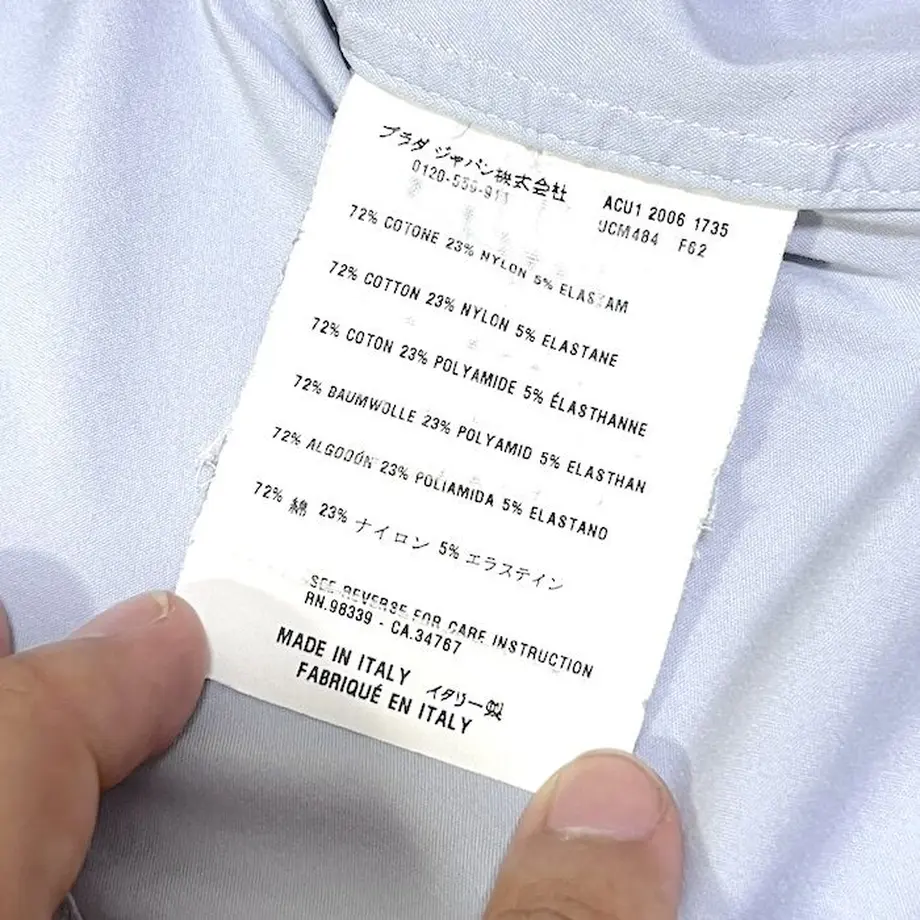 プラダ ジャパン株式会社
0120-559-911
ACU1 2006 1735
UCM484 F62
72% COTONE 23% NYLON 5% ELASTAM
72% COTTON 23% NYLON 5% ELASTANE
72% COTON 23% POLYAMIDE 5% ÉLASTHANNE
72% BAUMWOLLE 23% POLYAMID 5% ELASTHAN
72% ALGODÓN 23% POLIAMIDA 5% ELASTANO
72% 綿 23% ナイロン 5% エラステイン
SEE REVERSE FOR CARE INSTRUCTION
RN.98339 - CA.34767
MADE IN ITALY イタリー製
FABRIQUÉ EN ITALY